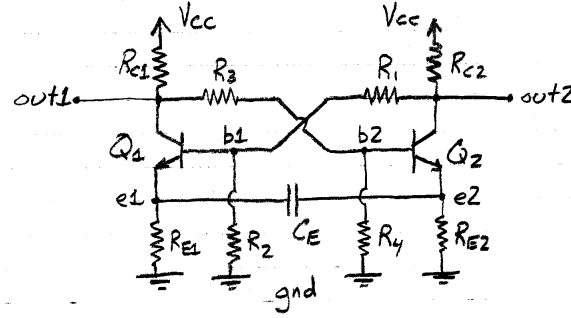 Vcc Vcc
RC1 R3 R1 RC2
out1 out2
Q1 b1 b2 Q2
e1 e2
RE1 R2 CE R4 RE2
gnd